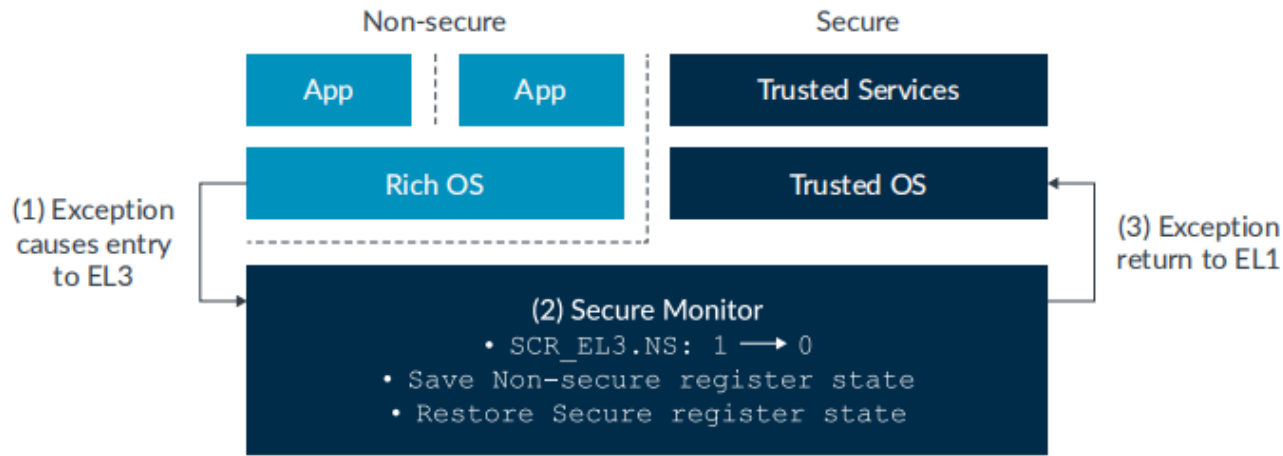 Non-secure
Secure
App
App
Trusted Services
Rich OS
Trusted OS
(1) Exception
causes entry
to EL3
(3) Exception
return to EL1
(2) Secure Monitor
• SCR_EL3.NS: 1 ⟶ 0
• Save Non-secure register state
• Restore Secure register state